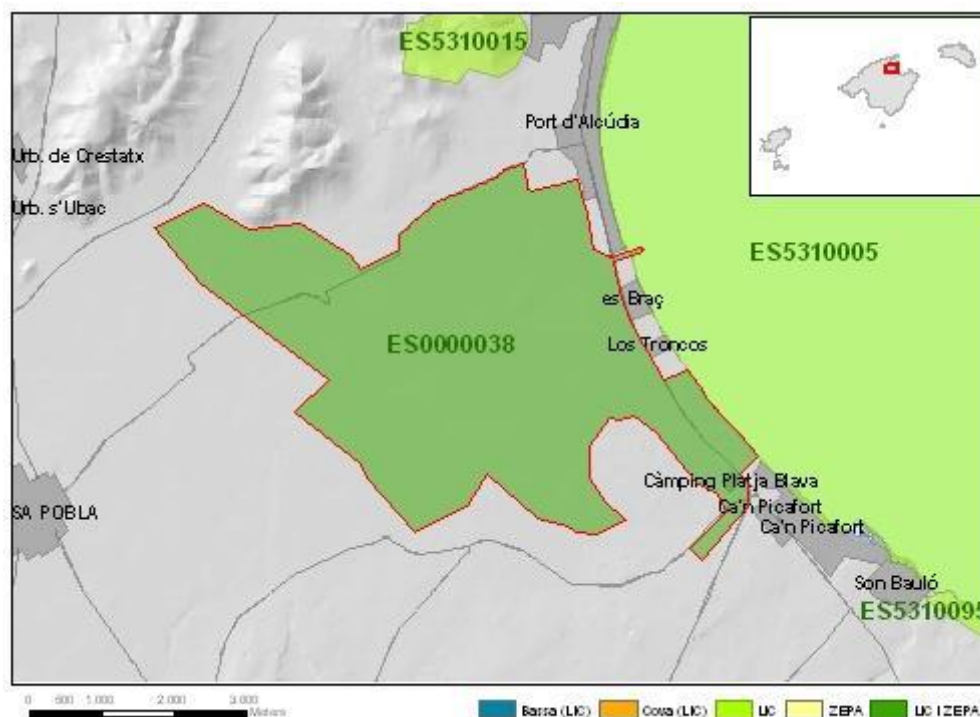 ES5310015
Port d'Alcúdia
Urb. de Crestatx
Urb. s'Ubac
ES5310005
es Braç
Los Troncos
ES0000038
Càmping Platja Blava
Ca'n Picafort
Ca'n Picafort
SA POBLA
Son Bauló
ES5310095
0 500 1.000 2.000 3.000
Meters
Bassa (LIC) Cova (LIC) LIC ZEPA LIC I ZEPA